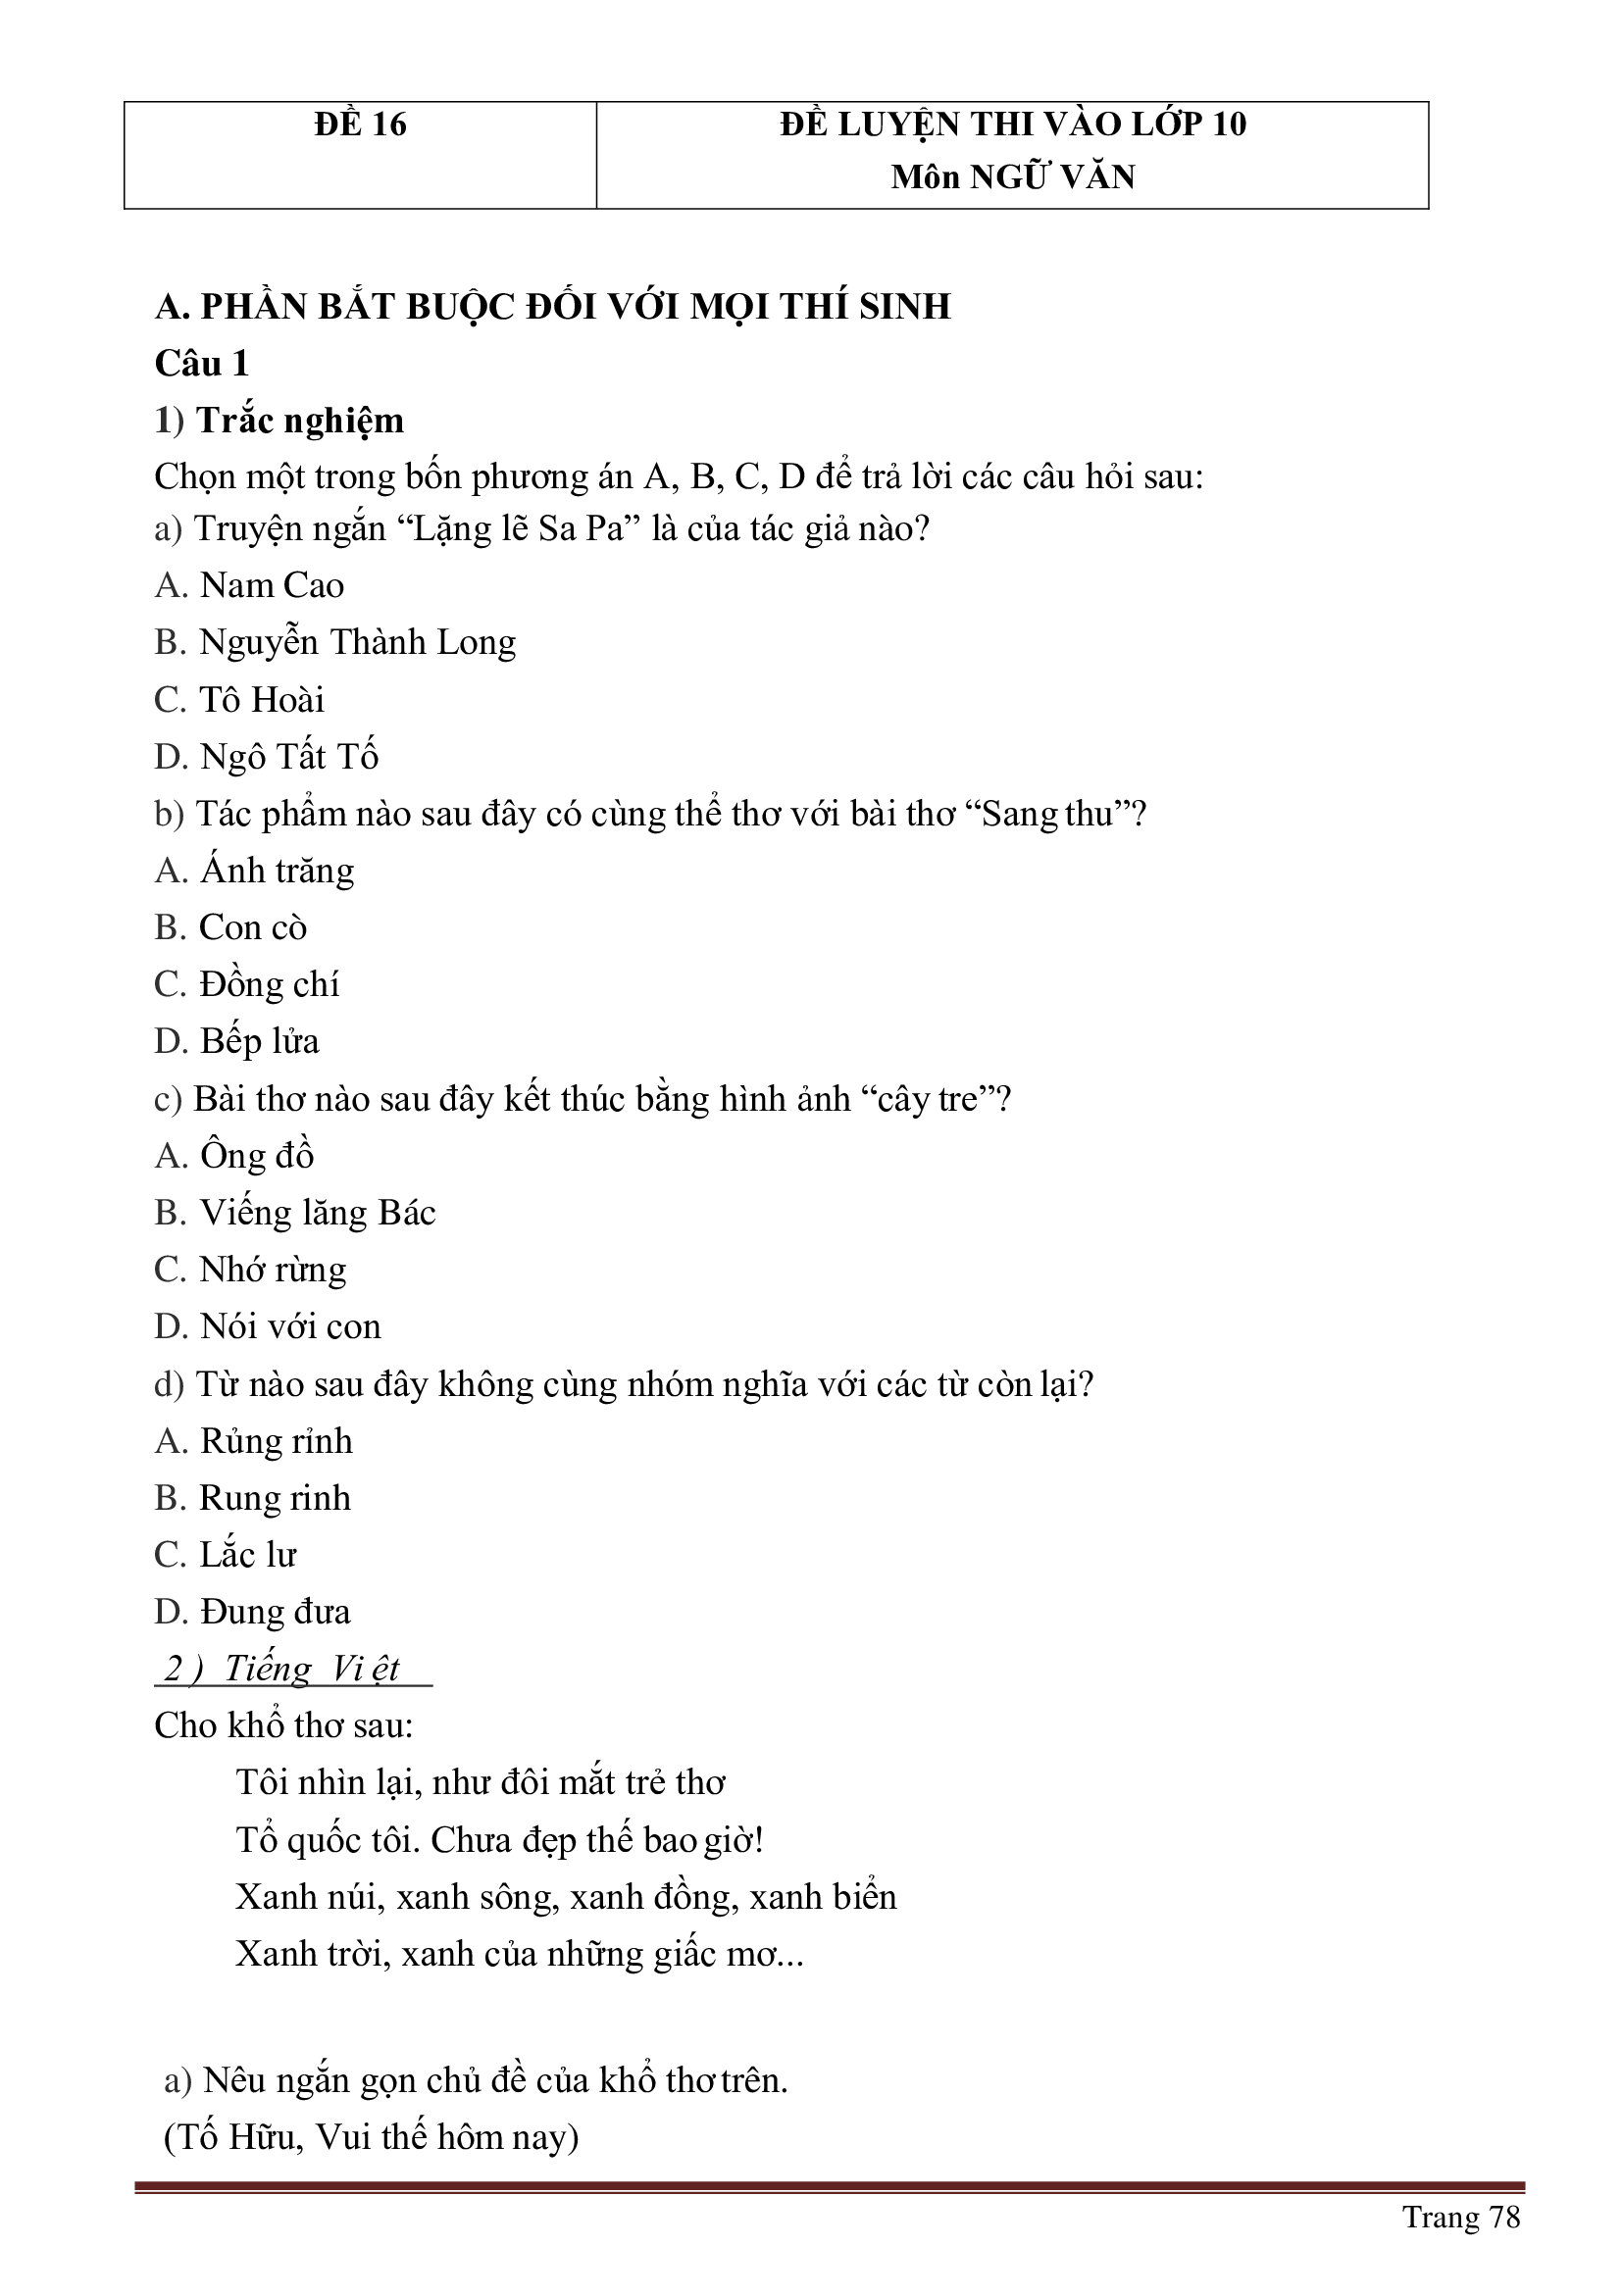 ĐỀ 16
ĐỀ LUYỆN THI VÀO LỚP 10
Môn NGỮ VĂN
A. PHẦN BẮT BUỘC ĐỐI VỚI MỌI THÍ SINH
Câu 1
1) Trắc nghiệm
Chọn một trong bốn phương án A, B, C, D để trả lời các câu hỏi sau:
a) Truyện ngắn “Lặng lẽ Sa Pa” là của tác giả nào?
A. Nam Cao
B. Nguyễn Thành Long
C. Tô Hoài
D. Ngô Tất Tố
b) Tác phẩm nào sau đây có cùng thể thơ với bài thơ “Sang thu”?
A. Ánh trăng
B. Con cò
C. Đồng chí
D. Bếp lửa
c) Bài thơ nào sau đây kết thúc bằng hình ảnh “cây tre”?
A. Ông đồ
B. Viếng lăng Bác
C. Nhớ rừng
D. Nói với con
d) Từ nào sau đây không cùng nhóm nghĩa với các từ còn lại?
A. Rủng rỉnh
B. Rung rinh
C. Lắc lư
D. Đung đưa
2 ) Tiếng Vi ệt
Cho khổ thơ sau:
Tôi nhìn lại, như đôi mắt trẻ thơ
Tổ quốc tôi. Chưa đẹp thế bao giờ!
Xanh núi, xanh sông, xanh đồng, xanh biển
Xanh trời, xanh của những giấc mơ...
a) Nêu ngắn gọn chủ đề của khổ thơ trên.
(Tố Hữu, Vui thế hôm nay)
Trang 78